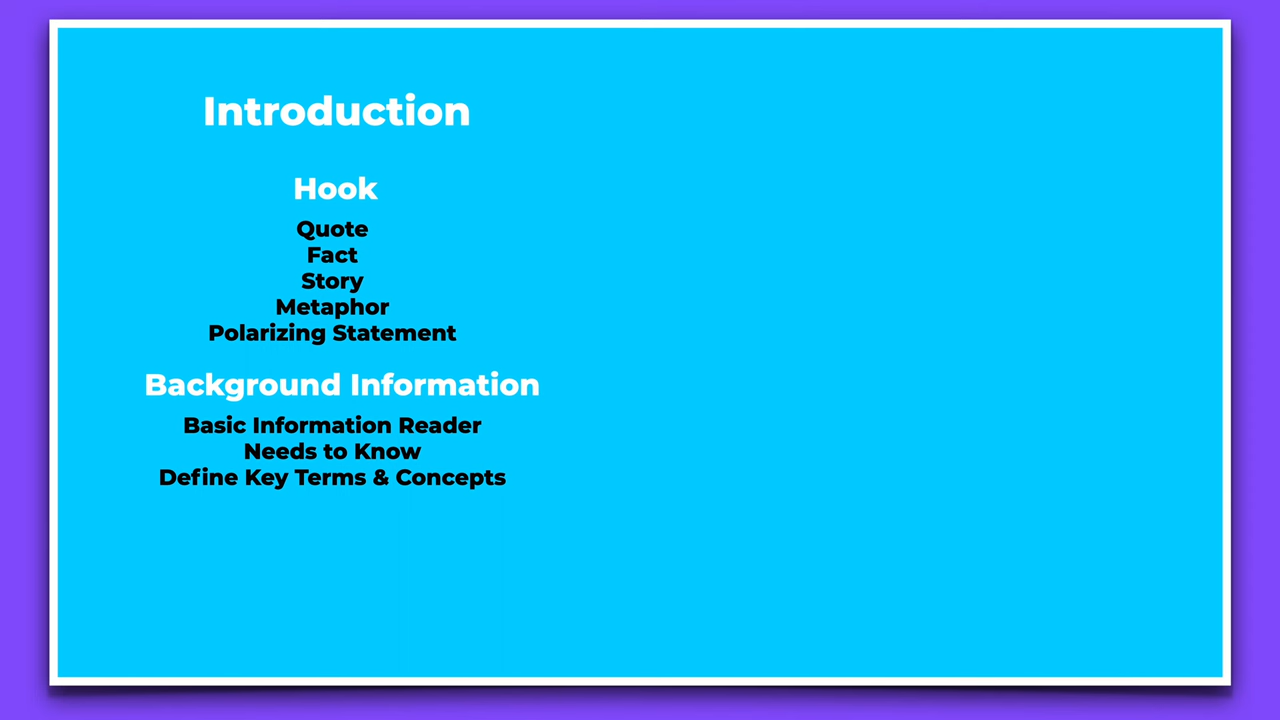 Introduction
Hook
Quote
Fact
Story
Metaphor
Polarizing Statement
Background Information
Basic Information Reader
Needs to Know
Define Key Terms & Concepts